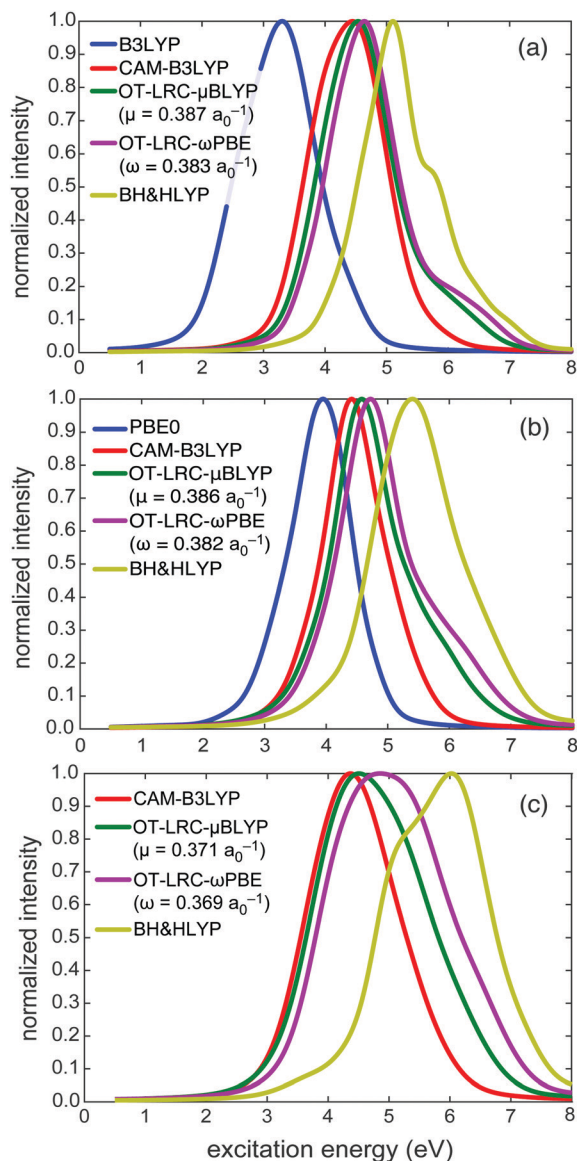 (a)
B3LYP
CAM-B3LYP
OT-LRC-μBLYP
(μ = 0.387 a₀⁻¹)
OT-LRC-ωPBE
(ω = 0.383 a₀⁻¹)
BH&HLYP
normalized intensity
1.0
0.9
0.8
0.7
0.6
0.5
0.4
0.3
0.2
0.1
0.0
0 1 2 3 4 5 6 7 8
(b)
PBE0
CAM-B3LYP
OT-LRC-μBLYP
(μ = 0.386 a₀⁻¹)
OT-LRC-ωPBE
(ω = 0.382 a₀⁻¹)
BH&HLYP
normalized intensity
1.0
0.9
0.8
0.7
0.6
0.5
0.4
0.3
0.2
0.1
0.0
0 1 2 3 4 5 6 7 8
(c)
CAM-B3LYP
OT-LRC-μBLYP
(μ = 0.371 a₀⁻¹)
OT-LRC-ωPBE
(ω = 0.369 a₀⁻¹)
BH&HLYP
normalized intensity
1.0
0.9
0.8
0.7
0.6
0.5
0.4
0.3
0.2
0.1
0.0
0 1 2 3 4 5 6 7 8
excitation energy (eV)